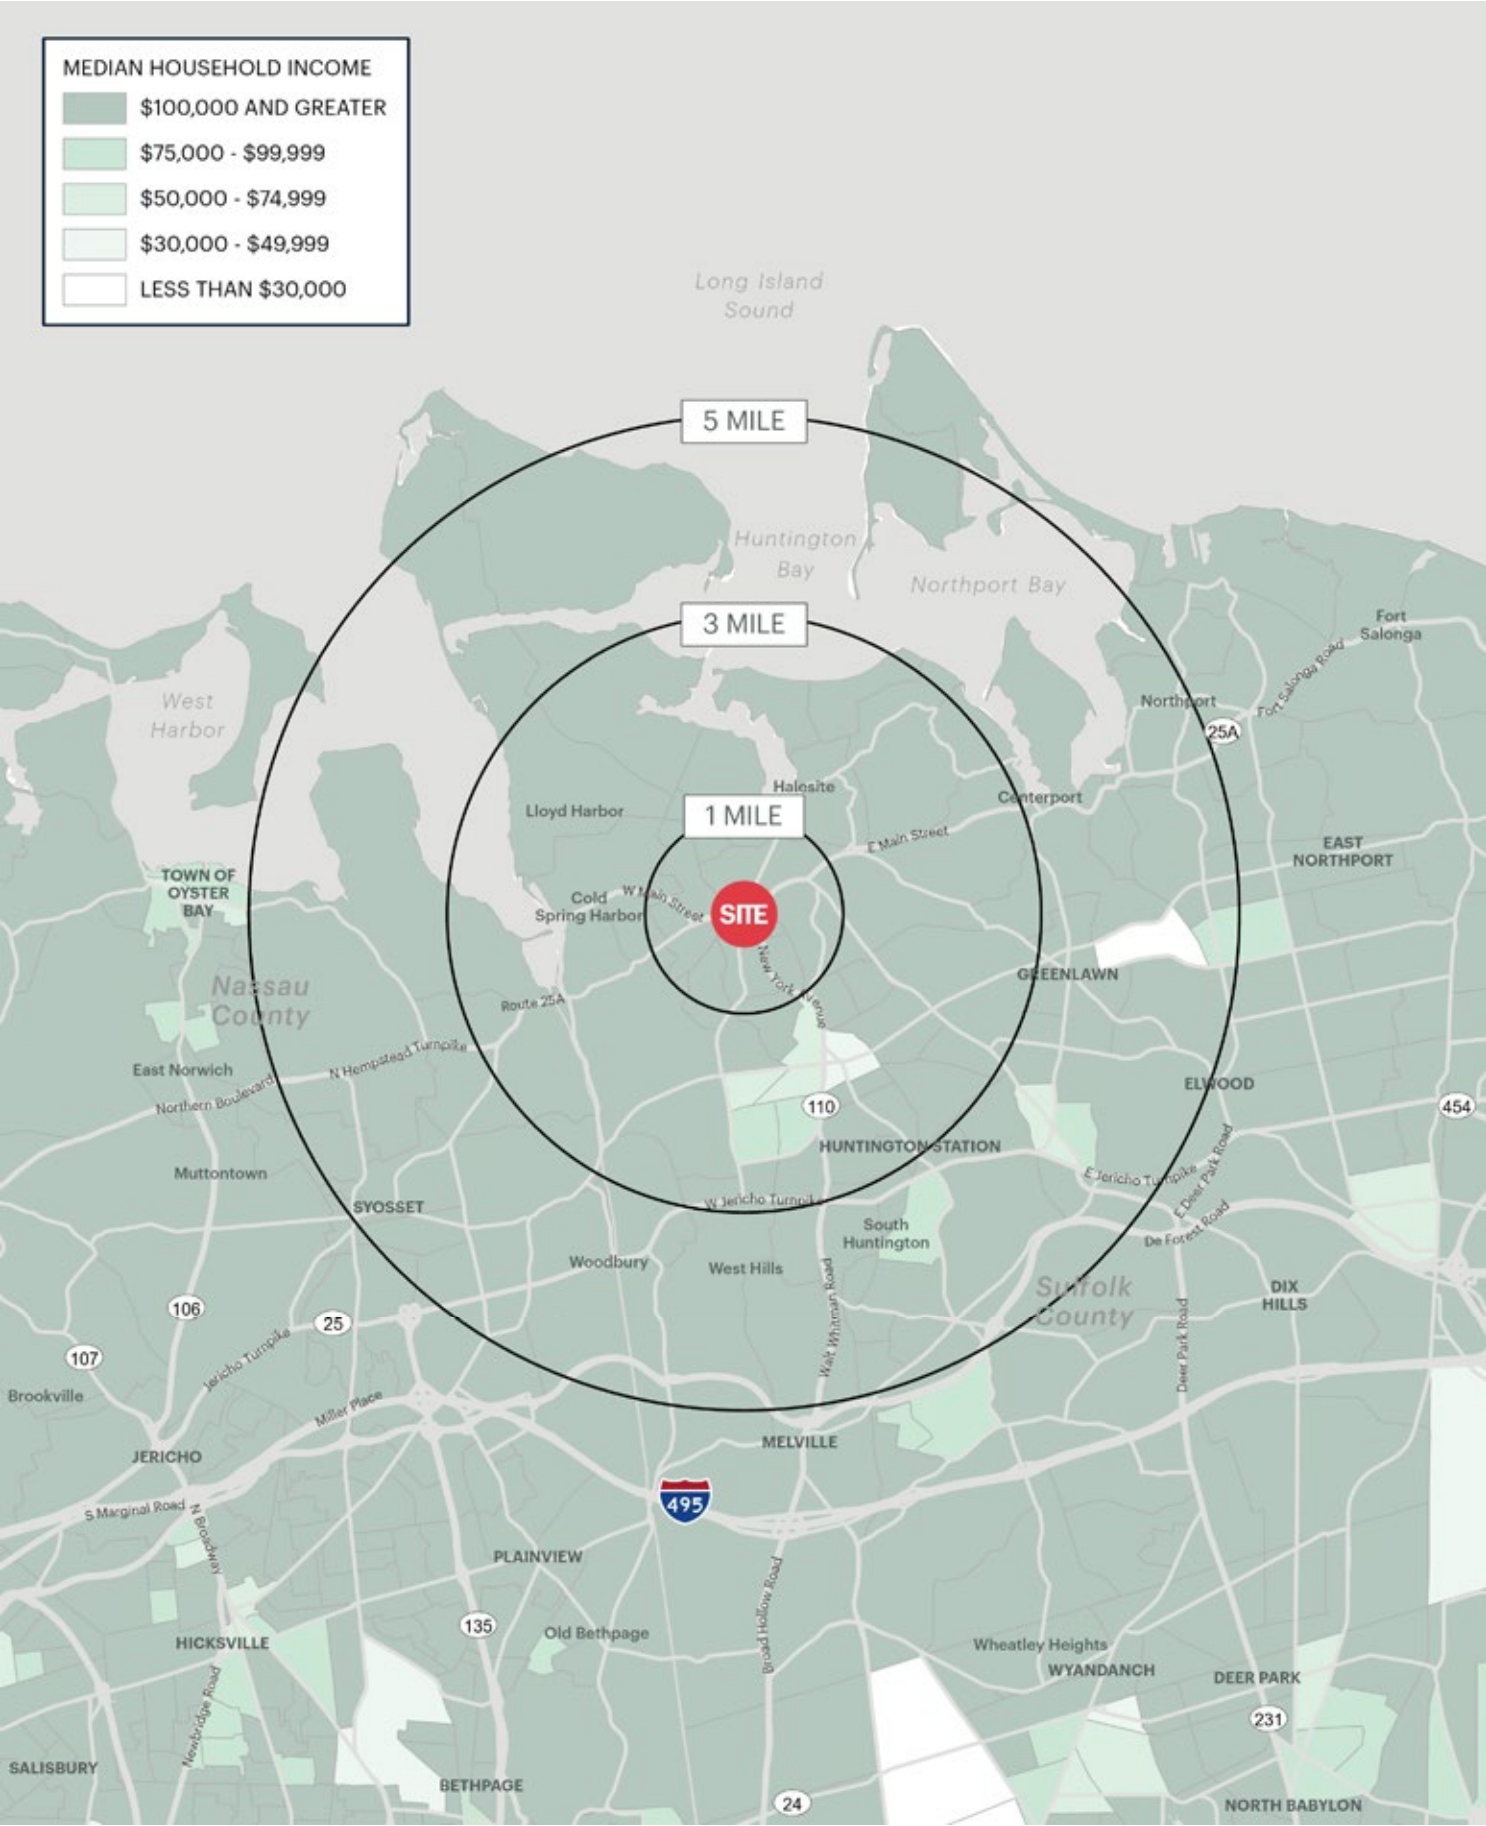 MEDIAN HOUSEHOLD INCOME
$100,000 AND GREATER
$75,000 - $99,999
$50,000 - $74,999
$30,000 - $49,999
LESS THAN $30,000
Long Island
Sound
5 MILE
Huntington
Bay
Northport Bay
3 MILE
Fort
Salonga
Fort Salonga Road
West
Harbor
Northport
25A
Halesite
Centerport
Lloyd Harbor
1 MILE
E Main Street
EAST
NORTHPORT
TOWN OF
OYSTER
BAY
Cold
Spring Harbor
W Main Street
SITE
New York Avenue
GREENLAWN
Nassau
County
Route 25A
East Norwich
N Hempstead Turnpike
Northern Boulevard
ELWOOD
110
454
HUNTINGTON STATION
Muttontown
E Jericho Turnpike
E Deer Park Road
SYOSSET
W Jericho Turnpike
De Forest Road
South
Huntington
Woodbury
West Hills
Suffolk
County
DIX
HILLS
106
25
Walt Whitman Road
Deer Park Road
107
Jericho Turnpike
Brookville
Miller Place
MELVILLE
JERICHO
495
S Marginal Road
N Broadway
PLAINVIEW
135
Old Bethpage
Broad Hollow Road
HICKSVILLE
Wheatley Heights
WYANDANCH
DEER PARK
Newbridge Road
231
SALISBURY
BETHPAGE
24
NORTH BABYLON